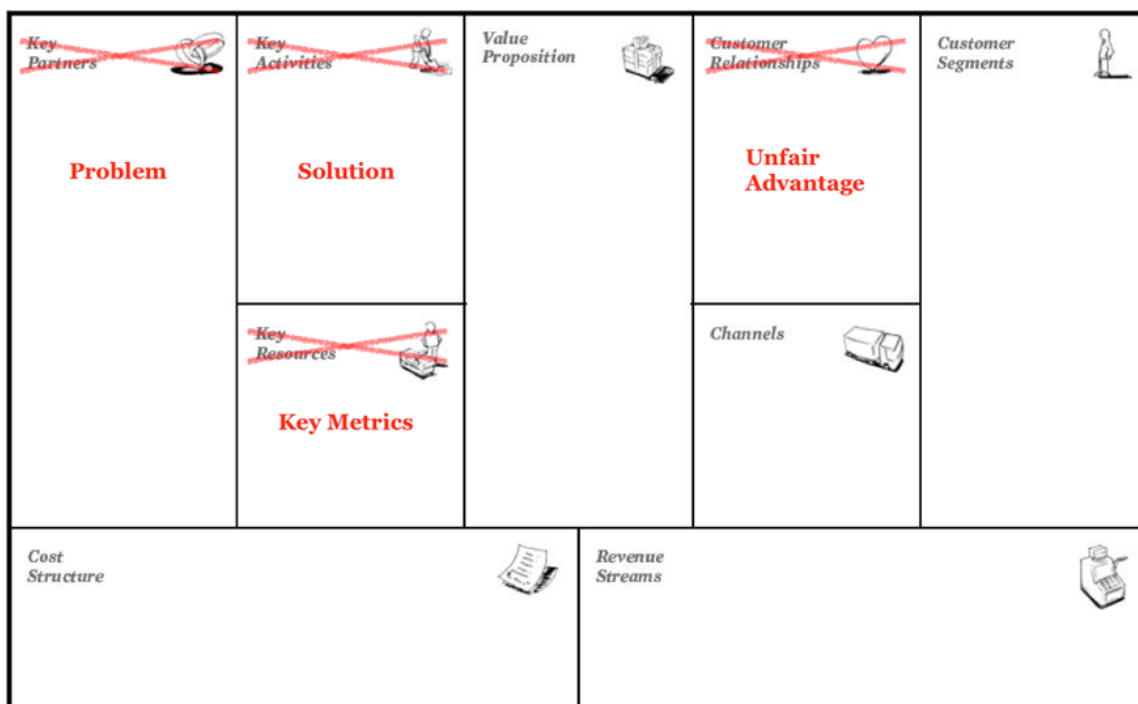 Key
Partners
Problem
Key
Activities
Solution
Key
Resources
Key Metrics
Value
Proposition
Customer
Relationships
Unfair
Advantage
Channels
Customer
Segments
Cost
Structure
Revenue
Streams